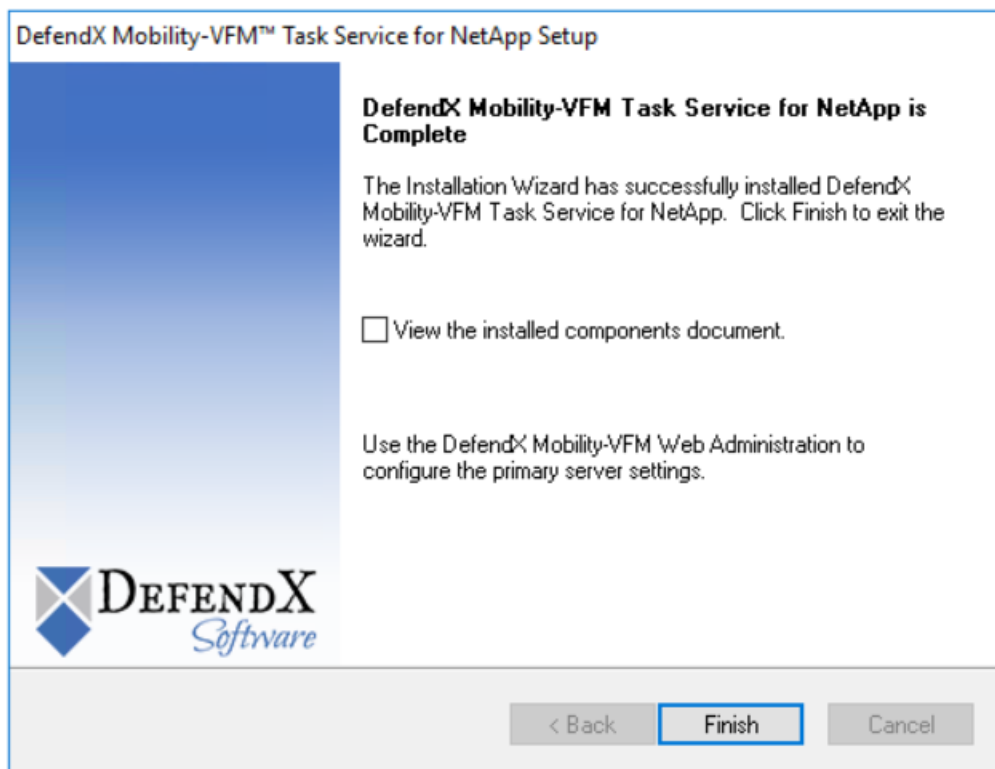 DefendX Mobility-VFM™ Task Service for NetApp Setup
DefendX Mobility-VFM Task Service for NetApp is
Complete
The Installation Wizard has successfully installed DefendX
Mobility-VFM Task Service for NetApp.  Click Finish to exit the
wizard.
View the installed components document.
Use the DefendX Mobility-VFM Web Administration to
configure the primary server settings.
DEFENDX
Software
< Back
Finish
Cancel